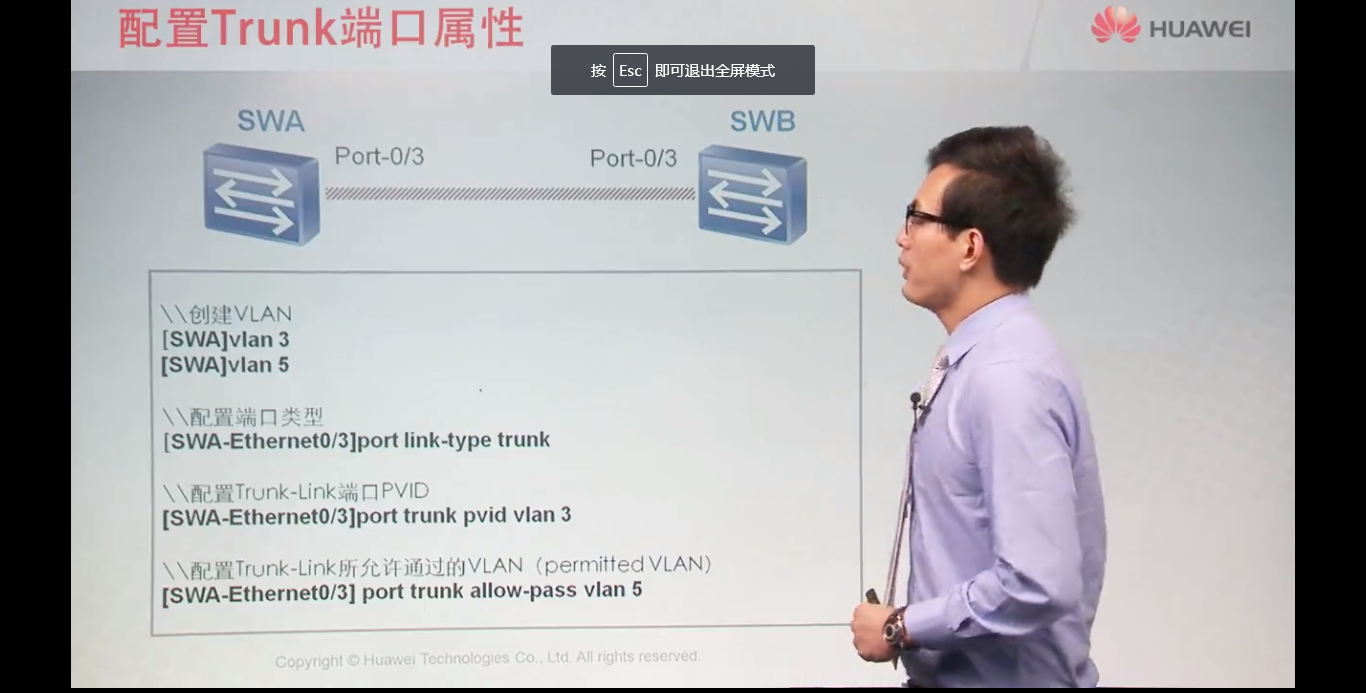 配置Trunk端口属性
HUAWEI
按 Esc 即可退出全屏模式
SWA
SWB
Port-0/3
Port-0/3
\\创建VLAN
[SWA]vlan 3
[SWA]vlan 5
\\配置端口类型
[SWA-Ethernet0/3]port link-type trunk
\\配置Trunk-Link端口PVID
[SWA-Ethernet0/3]port trunk pvid vlan 3
\\配置Trunk-Link所允许通过的VLAN（permitted VLAN）
[SWA-Ethernet0/3] port trunk allow-pass vlan 5
Copyright © Huawei Technologies Co., Ltd. All rights reserved.